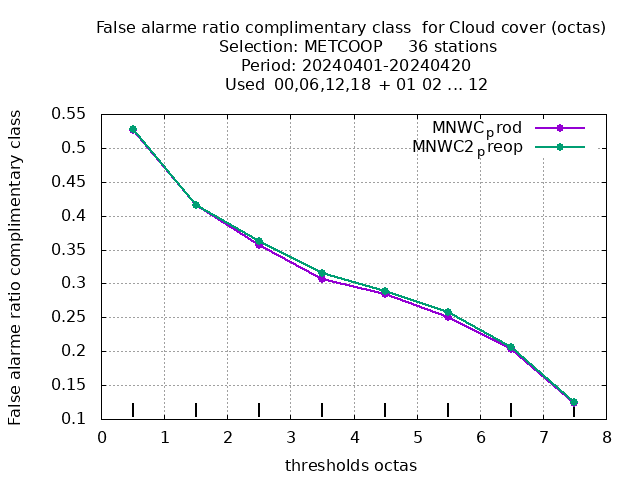 False alarme ratio complimentary class  for Cloud cover (octas)
Selection: METCOOP     36 stations
Period: 20240401-20240420
Used  00,06,12,18 + 01 02 ... 12
False alarme ratio complimentary class
0.55
0.5
0.45
0.4
0.35
0.3
0.25
0.2
0.15
0.1
MNWCprod
MNWC2preop
0 1 2 3 4 5 6 7 8
thresholds octas